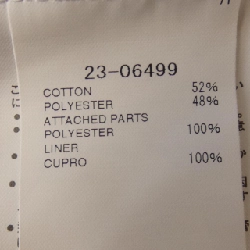 23-06499
COTTON 52%
POLYESTER 48%
ATTACHED PARTS
POLYESTER 100%
LINER
CUPRO 100%